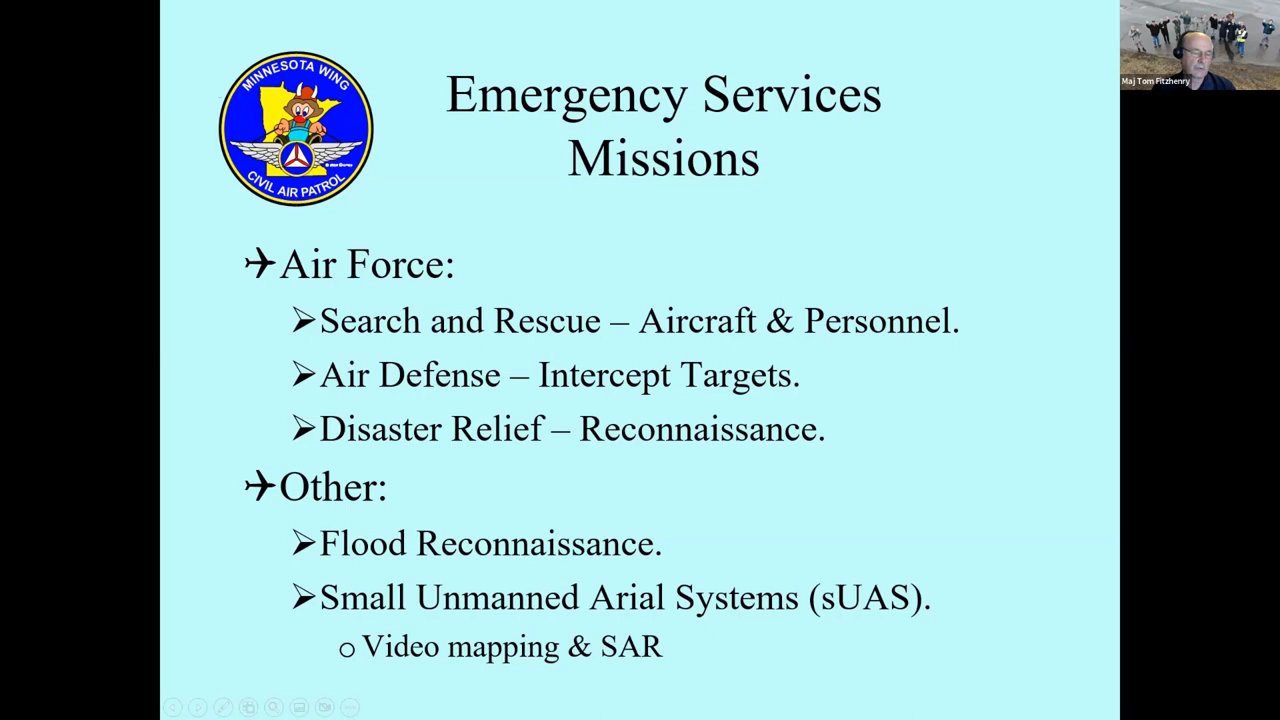 MINNESOTA WING
CIVIL AIR PATROL
Emergency Services
Missions
Maj Tom Fitzhenry
✈Air Force:
➢Search and Rescue – Aircraft & Personnel.
➢Air Defense – Intercept Targets.
➢Disaster Relief – Reconnaissance.
✈Other:
➢Flood Reconnaissance.
➢Small Unmanned Arial Systems (sUAS).
o Video mapping & SAR